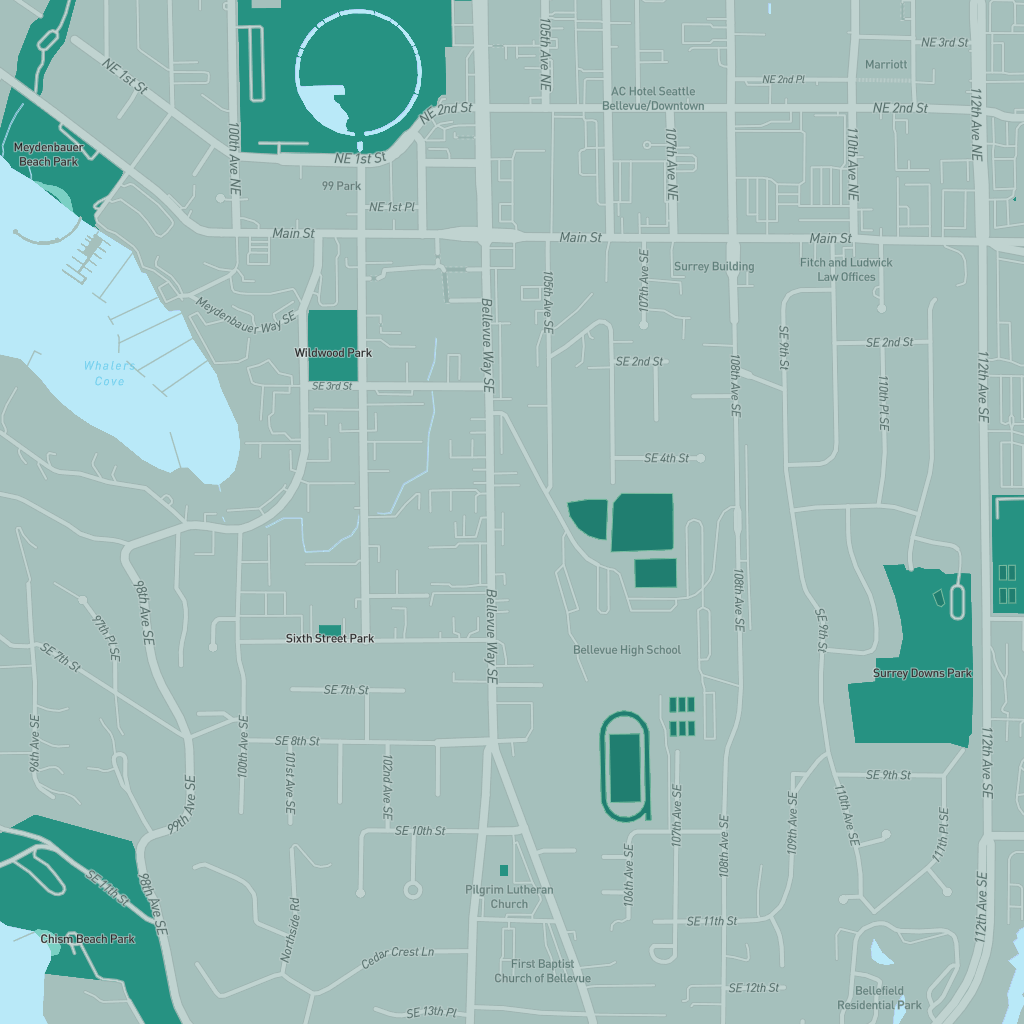 NE 3rd St
Marriott
NE 1st St
105th Ave NE
NE 2nd Pl
AC Hotel Seattle
Bellevue/Downtown
NE 2nd St
NE 2nd St
112th Ave NE
100th Ave NE
Meydenbauer
Beach Park
NE 1st St
107th Ave NE
110th Ave NE
99 Park
NE 1st Pl
Main St
Main St
Main St
Surrey Building
Fitch and Ludwick
Law Offices
107th Ave SE
105th Ave SE
Meydenbauer Way SE
Bellevue Way SE
Wildwood Park
SE 9th St
SE 2nd St
SE 2nd St
Whalers
Cove
SE 3rd St
108th Ave SE
110th Pl SE
112th Ave SE
SE 4th St
98th Ave SE
97th Pl SE
108th Ave SE
Bellevue Way SE
SE 9th St
Sixth Street Park
SE 7th St
Bellevue High School
Surrey Downs Park
SE 7th St
96th Ave SE
100th Ave SE
SE 8th St
101st Ave SE
102nd Ave SE
112th Ave SE
SE 9th St
99th Ave SE
SE 10th St
107th Ave SE
108th Ave SE
109th Ave SE
110th Ave SE
111th Pl SE
SE 11th St
98th Ave SE
Pilgrim Lutheran
Church
106th Ave SE
112th Ave SE
SE 11th St
Northside Rd
Chism Beach Park
Cedar Crest Ln
First Baptist
Church of Bellevue
SE 12th St
Bellefield
Residential Park
SE 13th Pl